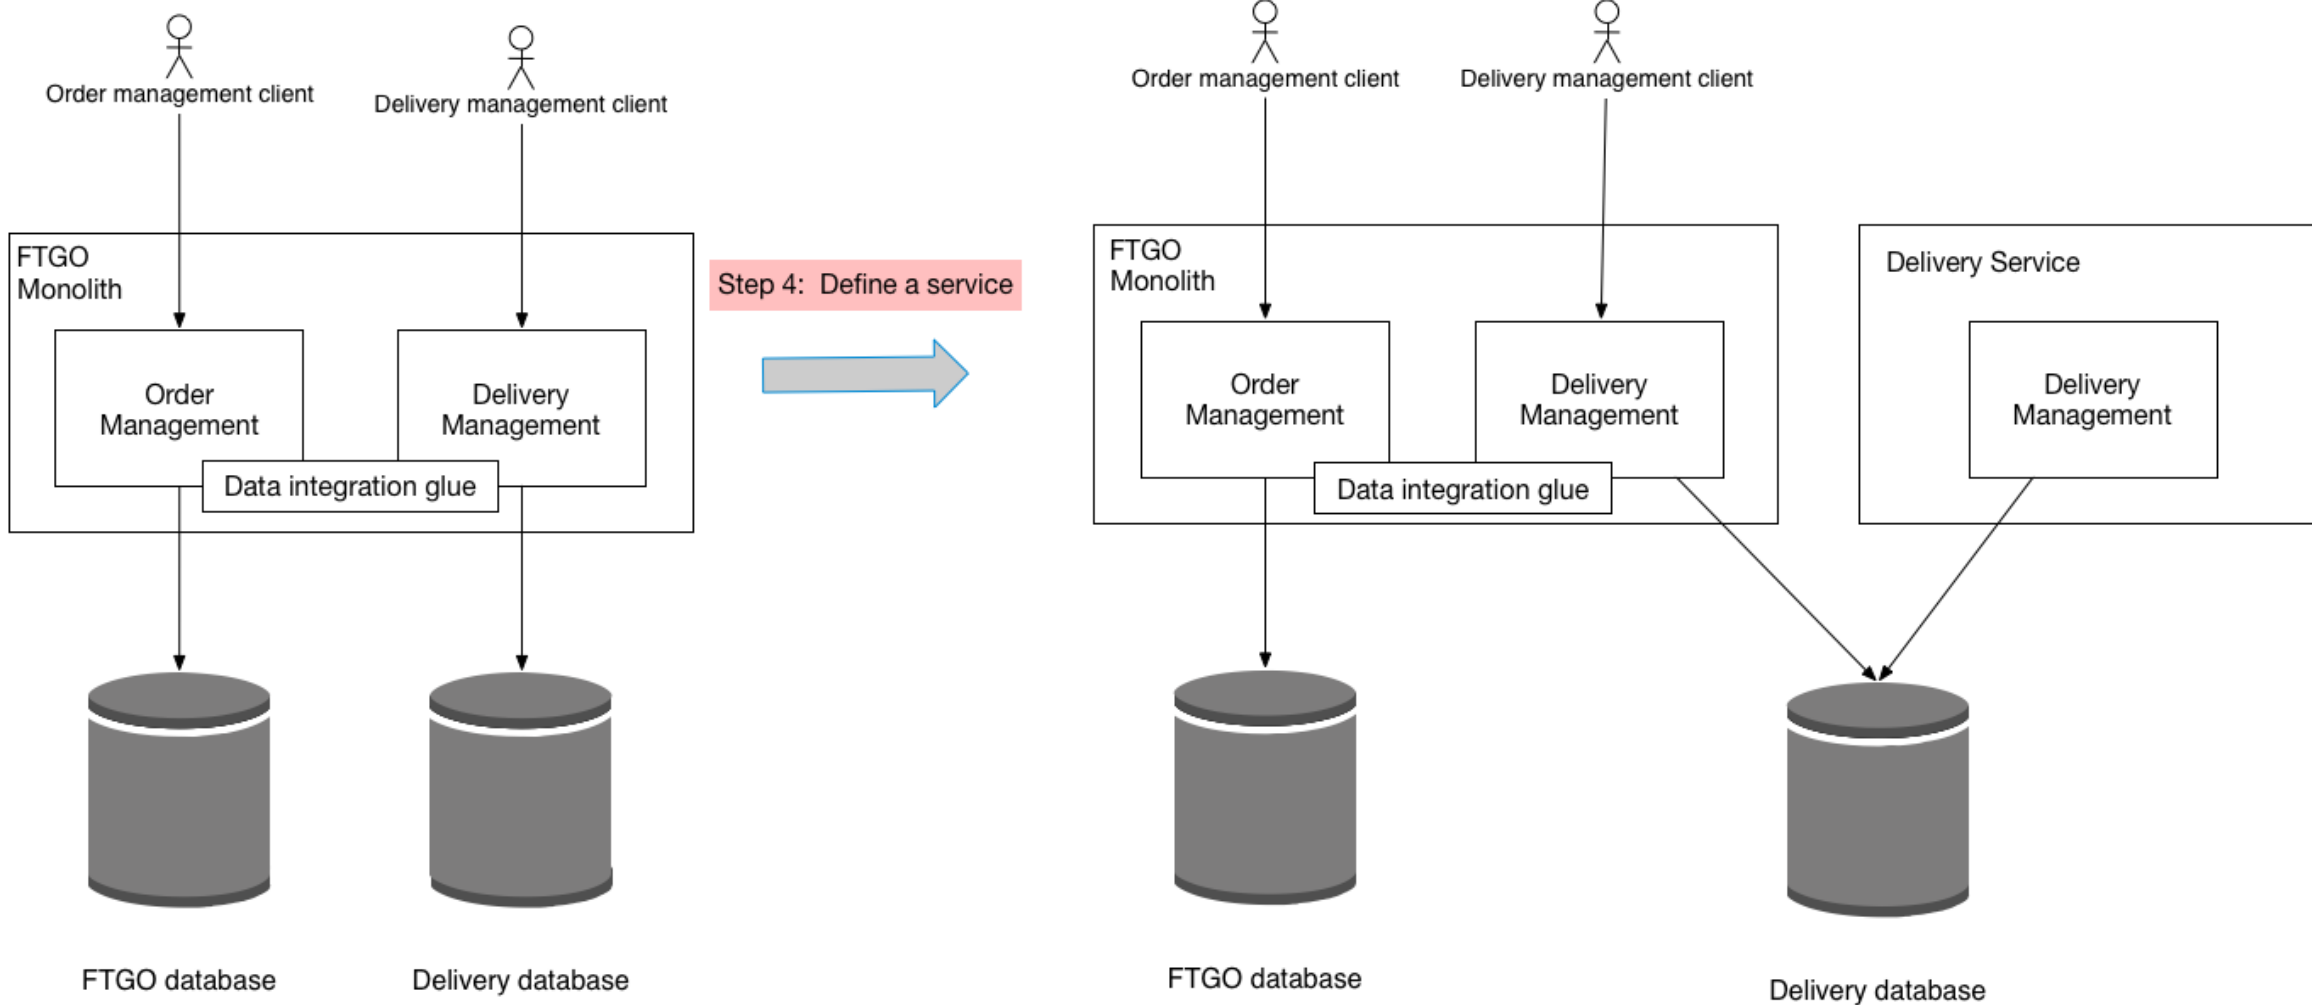 Order management client
Delivery management client
FTGO
Monolith
Order
Management
Delivery
Management
Data integration glue
FTGO database
Delivery database
Step 4:  Define a service
Order management client
Delivery management client
FTGO
Monolith
Order
Management
Delivery
Management
Data integration glue
Delivery Service
Delivery
Management
FTGO database
Delivery database